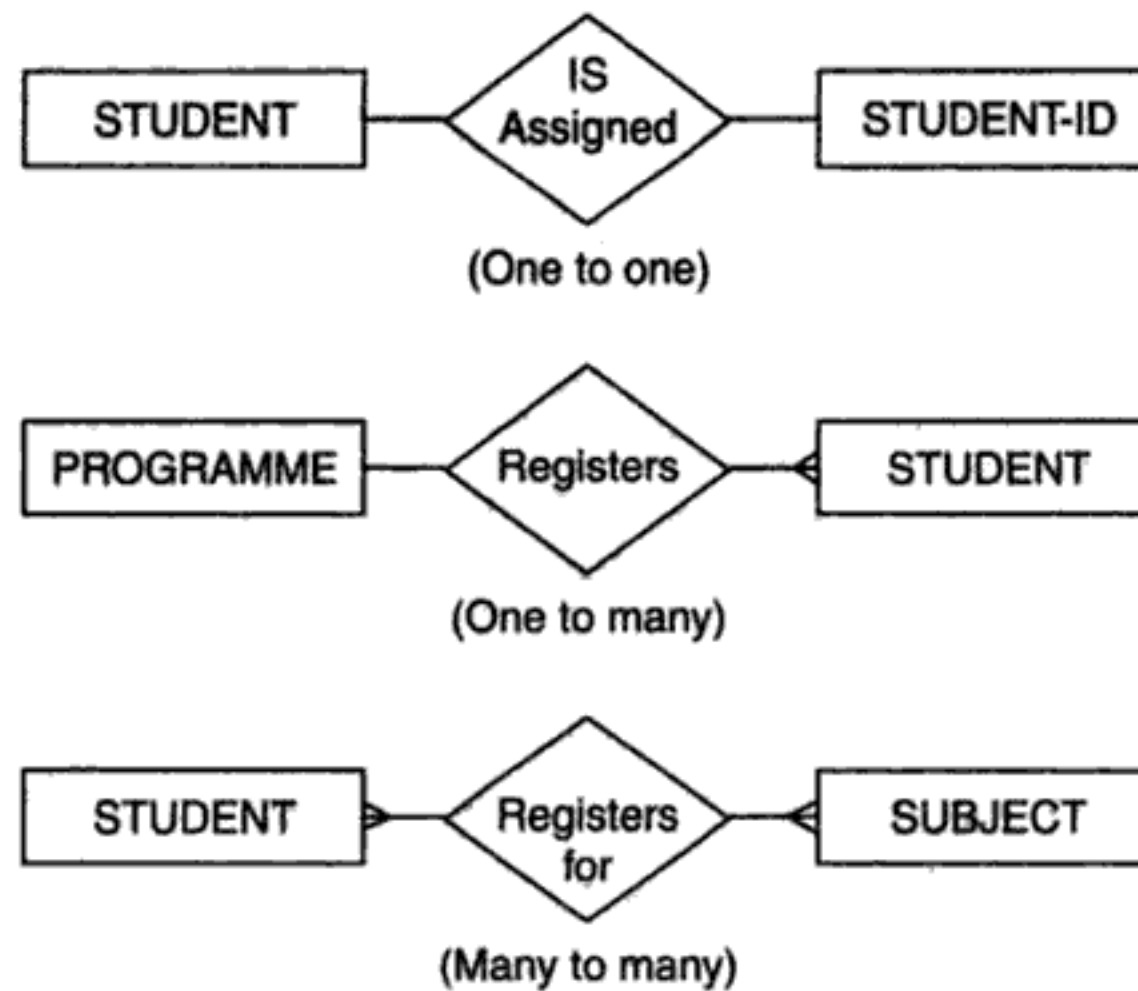 STUDENT
IS
Assigned
STUDENT-ID
(One to one)
PROGRAMME
Registers
STUDENT
(One to many)
STUDENT
Registers
for
SUBJECT
(Many to many)